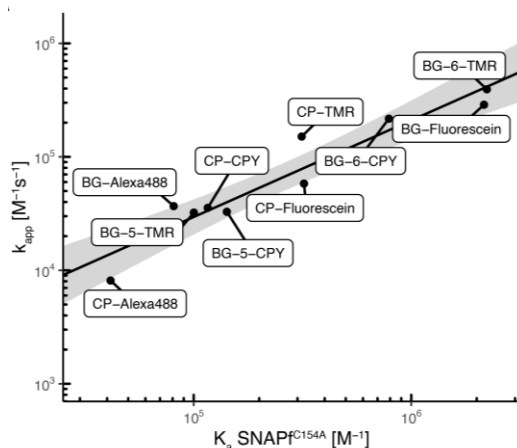 10⁶
BG−6−TMR
CP−TMR
BG−Fluorescein
CP−CPY
BG−6−CPY
10⁵
BG−Alexa488
CP−Fluorescein
BG−5−TMR
BG−5−CPY
10⁴
CP−Alexa488
10³
kapp [M⁻¹s⁻¹]
10⁵
10⁶
Ka SNAPfC154A [M⁻¹]